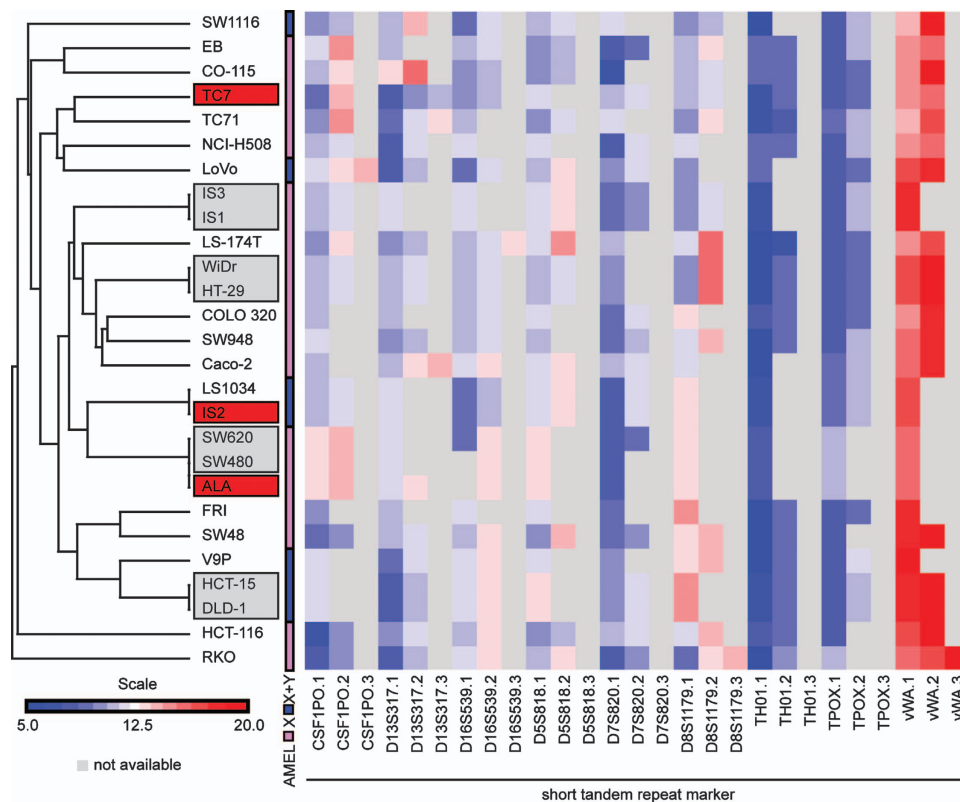 SW1116
EB
CO-115
TC7
TC71
NCI-H508
LoVo
IS3
IS1
LS-174T
WiDr
HT-29
COLO 320
SW948
Caco-2
LS1034
IS2
SW620
SW480
ALA
FRI
SW48
V9P
HCT-15
DLD-1
HCT-116
RKO
Scale
5.0 12.5 20.0
not available
AMEL X X+Y
CSF1PO.1
CSF1PO.2
CSF1PO.3
D13S317.1
D13S317.2
D13S317.3
D16S539.1
D16S539.2
D16S539.3
D5S818.1
D5S818.2
D5S818.3
D7S820.1
D7S820.2
D7S820.3
D8S1179.1
D8S1179.2
D8S1179.3
TH01.1
TH01.2
TH01.3
TPOX.1
TPOX.2
TPOX.3
vWA.1
vWA.2
vWA.3
short tandem repeat marker